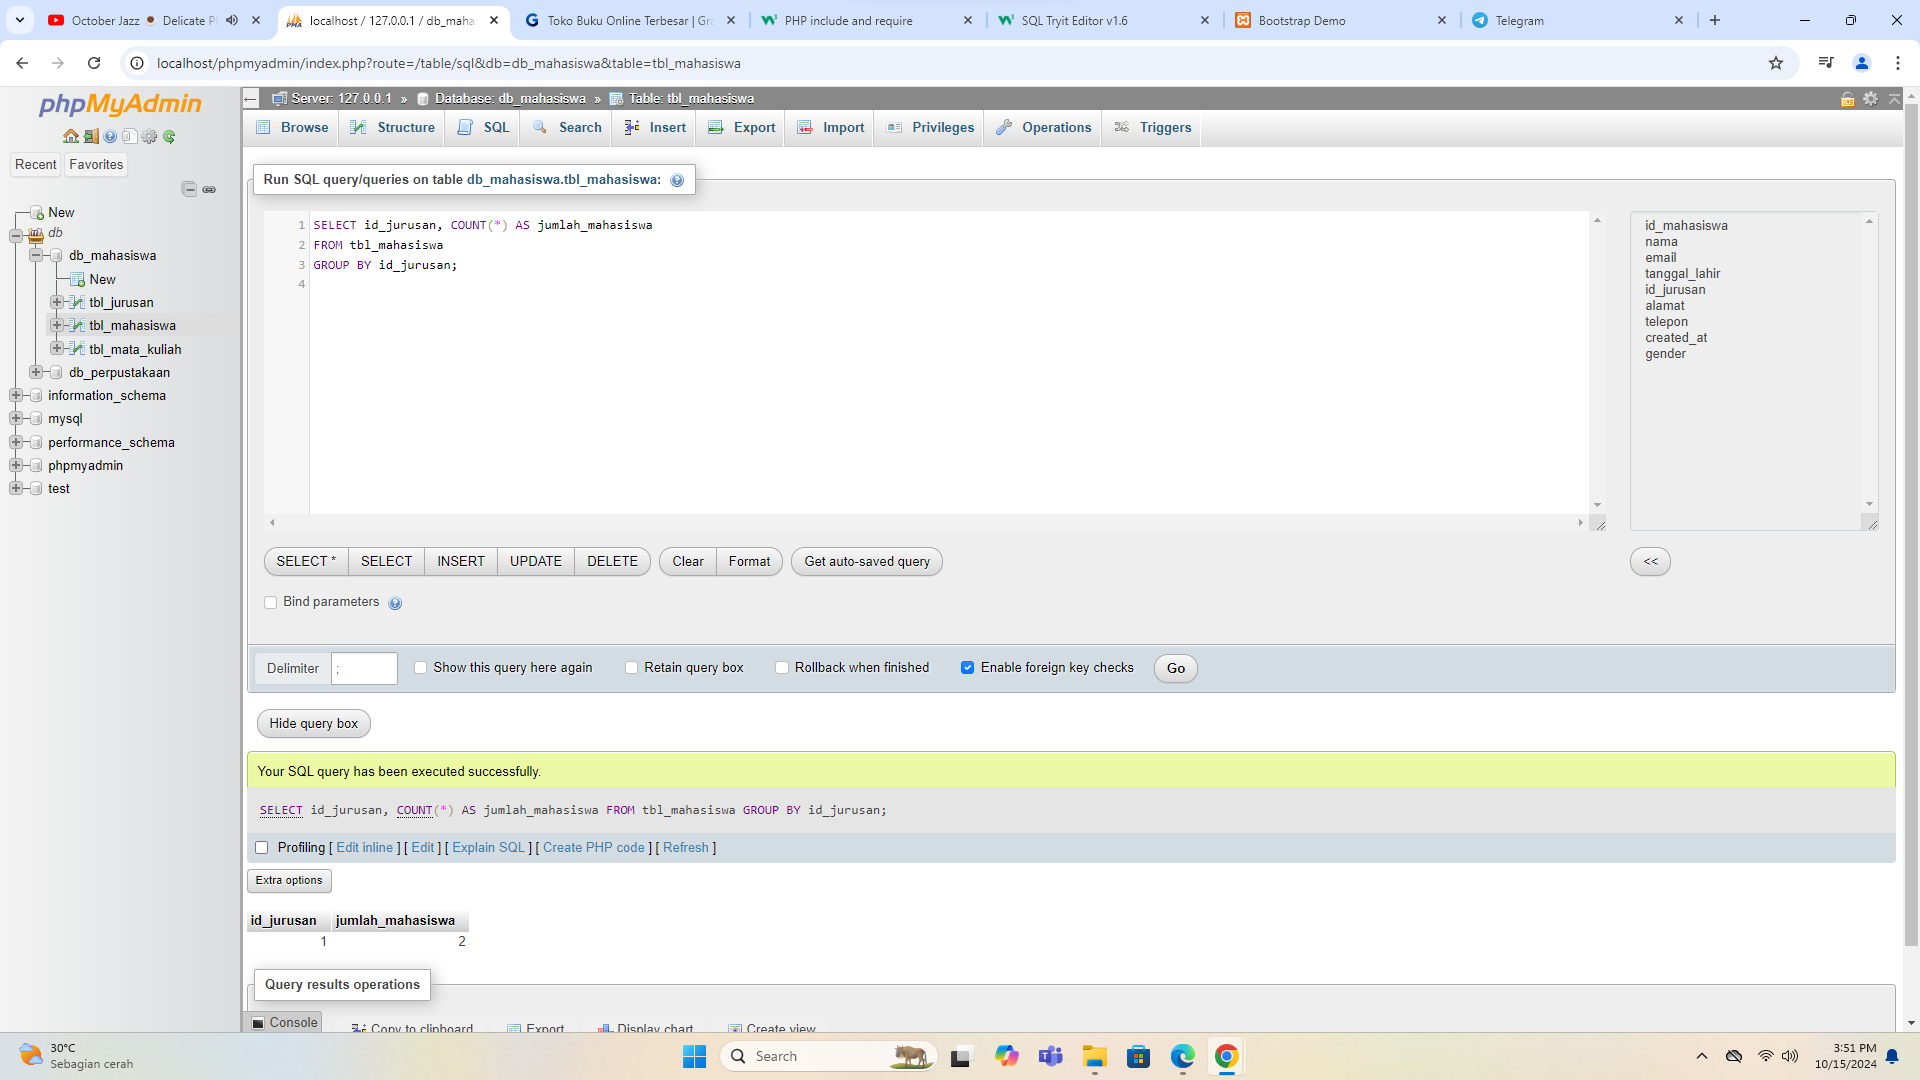 October Jazz
Delicate Pi
localhost / 127.0.0.1 / db_mahas
Toko Buku Online Terbesar | Gra
PHP include and require
SQL Tryit Editor v1.6
Bootstrap Demo
Telegram
localhost/phpmyadmin/index.php?route=/table/sql&db=db_mahasiswa&table=tbl_mahasiswa
phpMyAdmin
Recent
Favorites
New
db
db_mahasiswa
New
tbl_jurusan
tbl_mahasiswa
tbl_mata_kuliah
db_perpustakaan
information_schema
mysql
performance_schema
phpmyadmin
test
Server: 127.0.0.1 » Database: db_mahasiswa » Table: tbl_mahasiswa
Browse
Structure
SQL
Search
Insert
Export
Import
Privileges
Operations
Triggers
Run SQL query/queries on table db_mahasiswa.tbl_mahasiswa:
1 SELECT id_jurusan, COUNT(*) AS jumlah_mahasiswa
2 FROM tbl_mahasiswa
3 GROUP BY id_jurusan;
4
id_mahasiswa
nama
email
tanggal_lahir
id_jurusan
alamat
telepon
created_at
gender
SELECT *
SELECT
INSERT
UPDATE
DELETE
Clear
Format
Get auto-saved query
<<
Bind parameters
Delimiter
;
Show this query here again
Retain query box
Rollback when finished
Enable foreign key checks
Go
Hide query box
Your SQL query has been executed successfully.
SELECT id_jurusan, COUNT(*) AS jumlah_mahasiswa FROM tbl_mahasiswa GROUP BY id_jurusan;
Profiling [ Edit inline ] [ Edit ] [ Explain SQL ] [ Create PHP code ] [ Refresh ]
Extra options
id_jurusan jumlah_mahasiswa
1 2
Query results operations
Console
Copy to clipboard
Export
Display chart
Create view
30°C
Sebagian cerah
Search
3:51 PM
10/15/2024